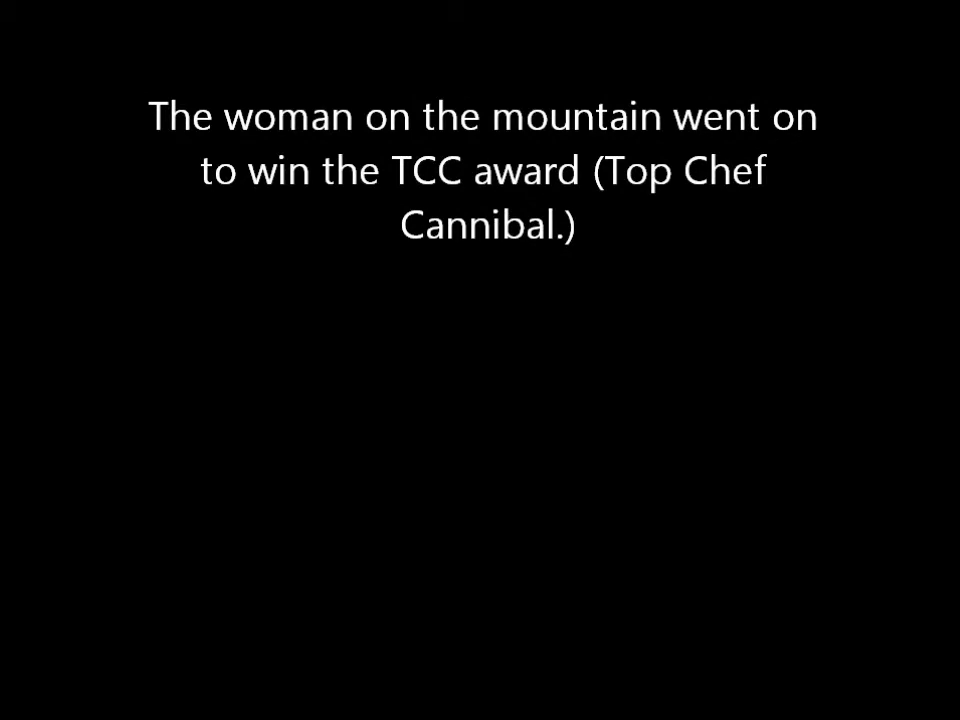 The woman on the mountain went on
to win the TCC award (Top Chef
Cannibal.)